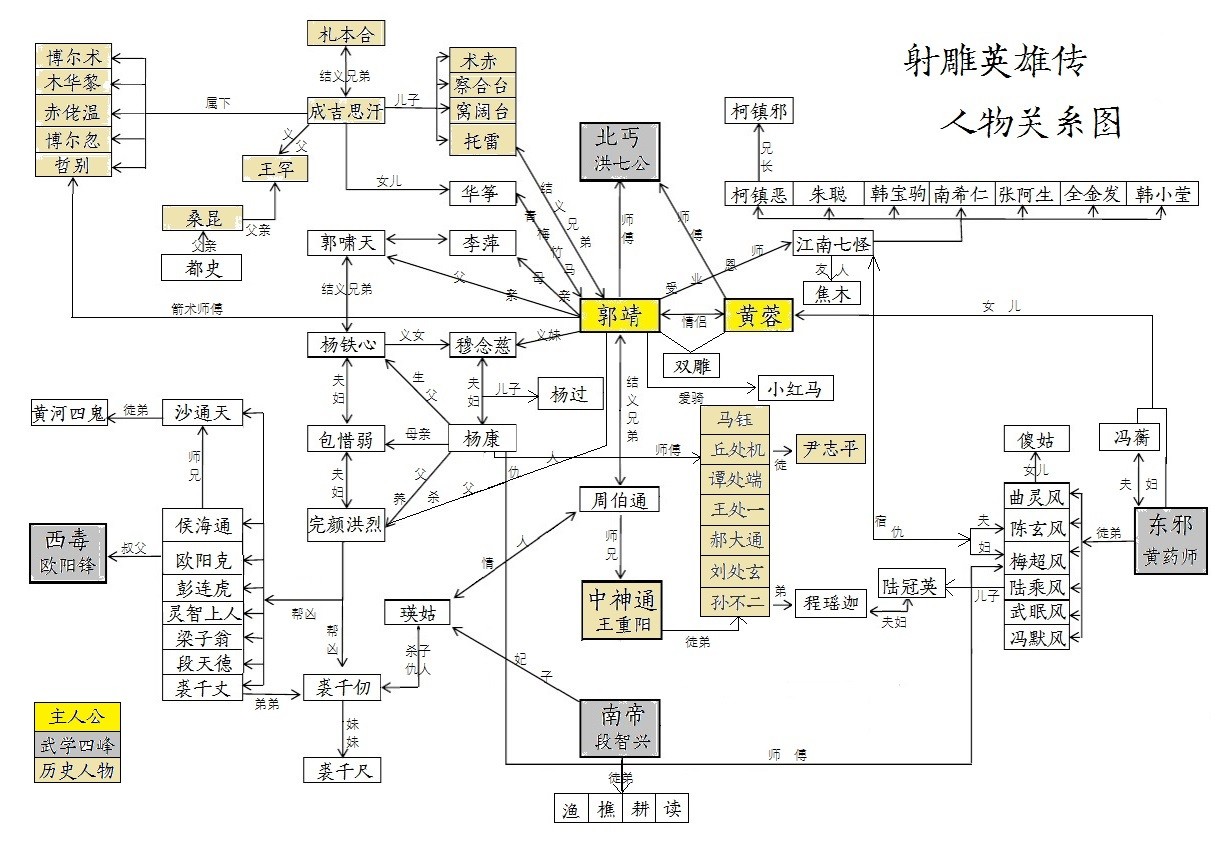 射雕英雄传
人物关系图
札木合
结义兄弟
成吉思汗
属下
博尔术
木华黎
赤佬温
博尔忽
哲别
儿子
术赤
察合台
窝阔台
托雷
义父
王罕
父亲
桑昆
父亲
都史
女儿
华筝
结义兄弟
青梅竹马
郭啸天
李萍
父亲
母亲
结义兄弟
箭术师傅
北丐
洪七公
师傅
师傅
柯镇邪
兄长
柯镇恶
朱聪
韩宝驹
南希仁
张阿生
全金发
韩小莹
江南七怪
受业恩师
友人
焦木
郭靖
情侣
黄蓉
女儿
双雕
小红马
爱骑
杨铁心
义女
穆念慈
义妹
夫妇
生父
夫妇
儿子
杨过
包惜弱
母亲
杨康
师傅
夫妇
养父
杀父仇人
完颜洪烈
结义兄弟
周伯通
师兄
情人
马钰
丘处机
谭处端
王处一
郝大通
刘处玄
孙不二
徒
尹志平
弟
程瑶迦
夫妇
陆冠英
儿子
中神通
王重阳
徒弟
黄河四鬼
徒弟
沙通天
师兄
侯海通
欧阳克
彭连虎
灵智上人
梁子翁
段天德
裘千丈
西毒
欧阳锋
叔父
帮凶
帮凶
瑛姑
杀子仇人
弟弟
裘千仞
妹妹
裘千尺
妃子
南帝
段智兴
徒弟
渔
樵
耕
读
师傅
宿仇
傻姑
女儿
曲灵风
陈玄风
梅超风
陆乘风
武眠风
冯默风
夫妇
冯蘅
夫妇
东邪
黄药师
徒弟
主人公
武学四峰
历史人物